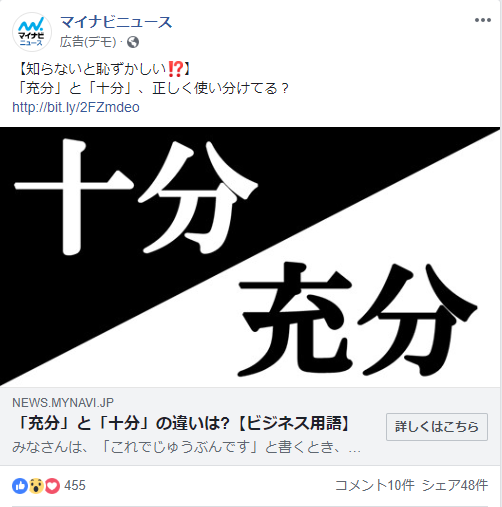 マイナビニュース
広告(デモ)・
【知らないと恥ずかしい⁉】
「充分」と「十分」、正しく使い分けてる？
http://bit.ly/2FZmdeo
十分
充分
NEWS.MYNAVI.JP
「充分」と「十分」の違いは?【ビジネス用語】
詳しくはこちら
みなさんは、「これでじゅうぶんです」と書くとき、…
455
コメント10件 シェア48件
マイナビ
ニュース